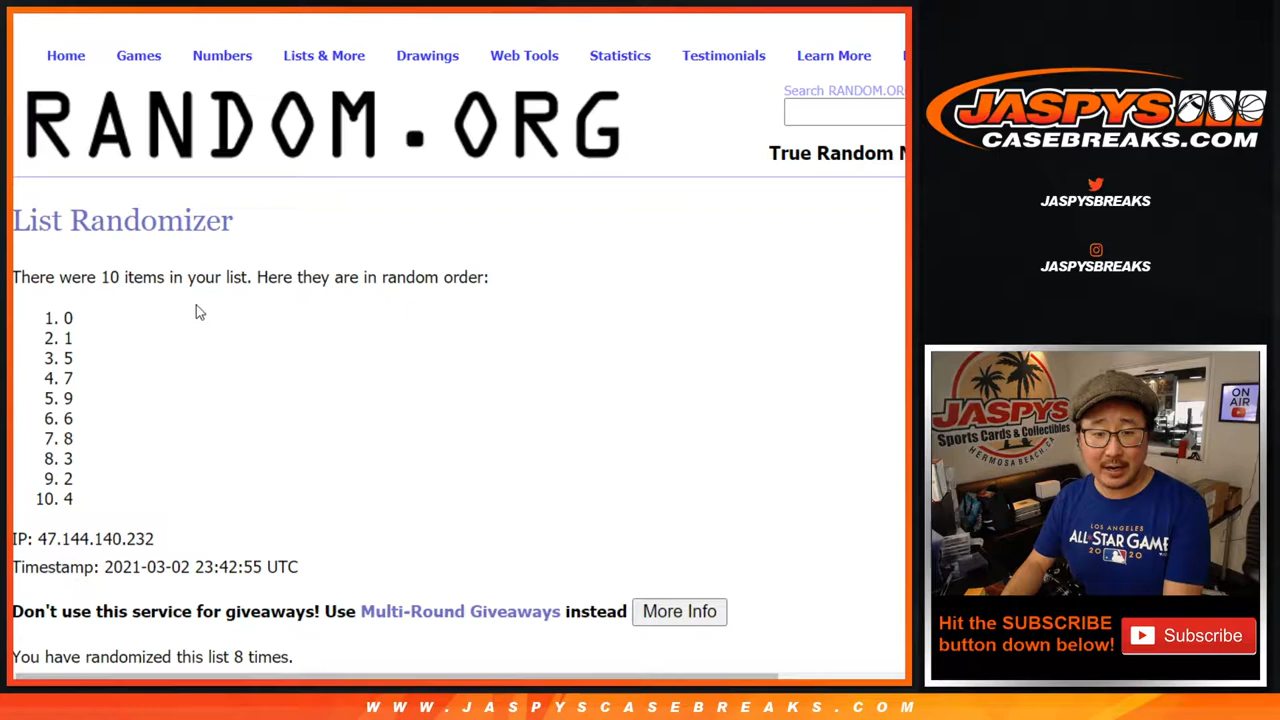 Home Games Numbers Lists & More Drawings Web Tools Statistics Testimonials Learn More
RANDOM.ORG
Search RANDOM.OR
True Random
List Randomizer
There were 10 items in your list. Here they are in random order:
1. 0
2. 1
3. 5
4. 7
5. 9
6. 6
7. 8
8. 3
9. 2
10. 4
IP: 47.144.140.232
Timestamp: 2021-03-02 23:42:55 UTC
Don't use this service for giveaways! Use Multi-Round Giveaways instead More Info
You have randomized this list 8 times.
JASPYS
CASEBREAKS.COM
JASPYSBREAKS
JASPYSBREAKS
JASPYS
Sports Cards & Collectibles
HERMOSA BEACH, CA
ON
AIR
LOS ANGELES
ALL★STAR GAME
2020
Hit the SUBSCRIBE
button down below!
Subscribe
WWW.JASPYSCASEBREAKS.COM